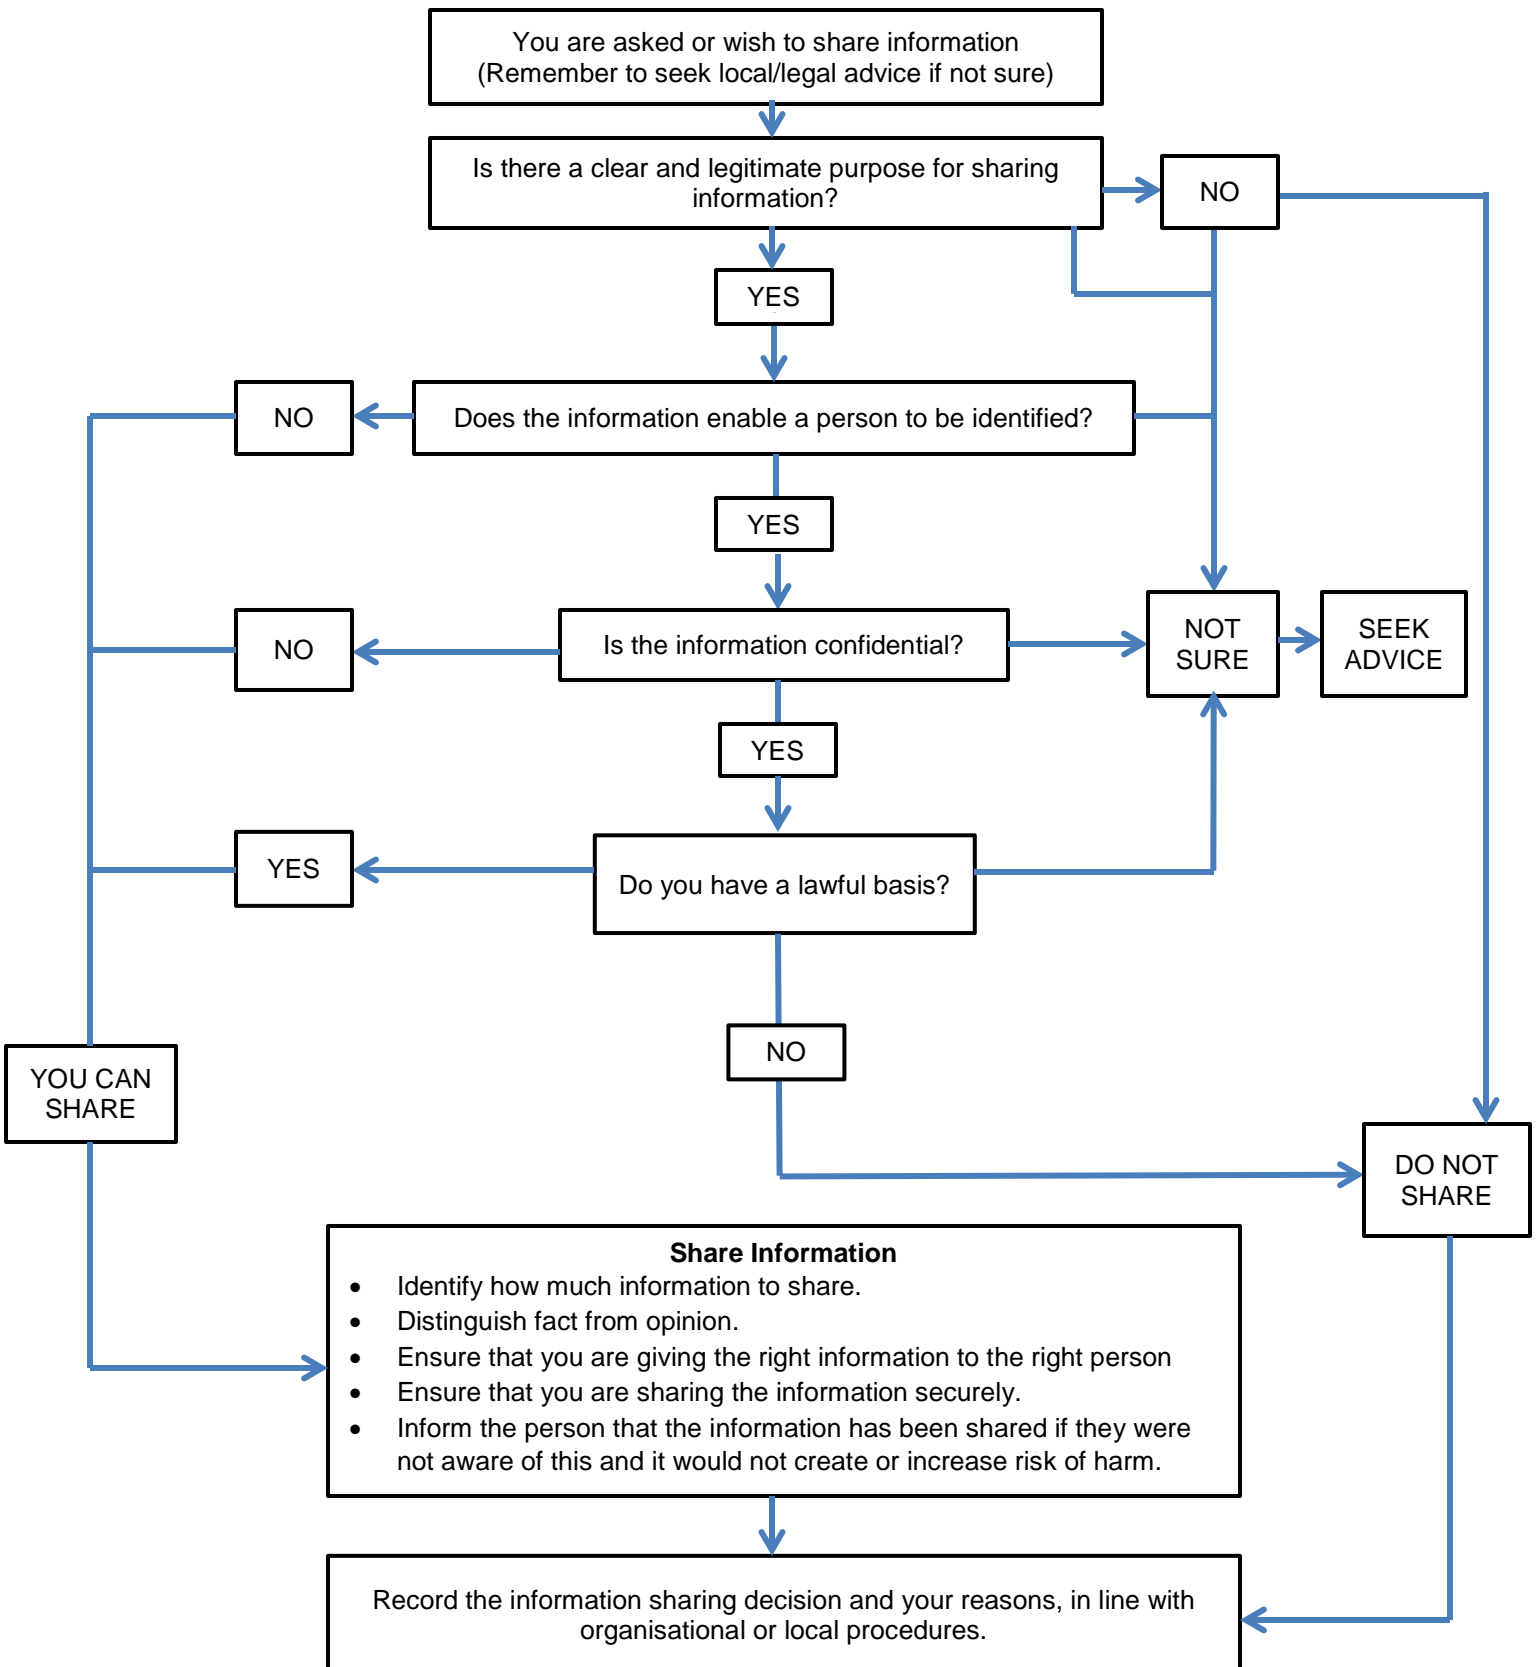 You are asked or wish to share information
(Remember to seek local/legal advice if not sure)
Is there a clear and legitimate purpose for sharing
information?
NO
YES
NO
Does the information enable a person to be identified?
YES
NO
Is the information confidential?
NOT
SURE
SEEK
ADVICE
YES
YES
Do you have a lawful basis?
NO
YOU CAN
SHARE
DO NOT
SHARE
Share Information
• Identify how much information to share.
• Distinguish fact from opinion.
• Ensure that you are giving the right information to the right person
• Ensure that you are sharing the information securely.
• Inform the person that the information has been shared if they were
not aware of this and it would not create or increase risk of harm.
Record the information sharing decision and your reasons, in line with
organisational or local procedures.